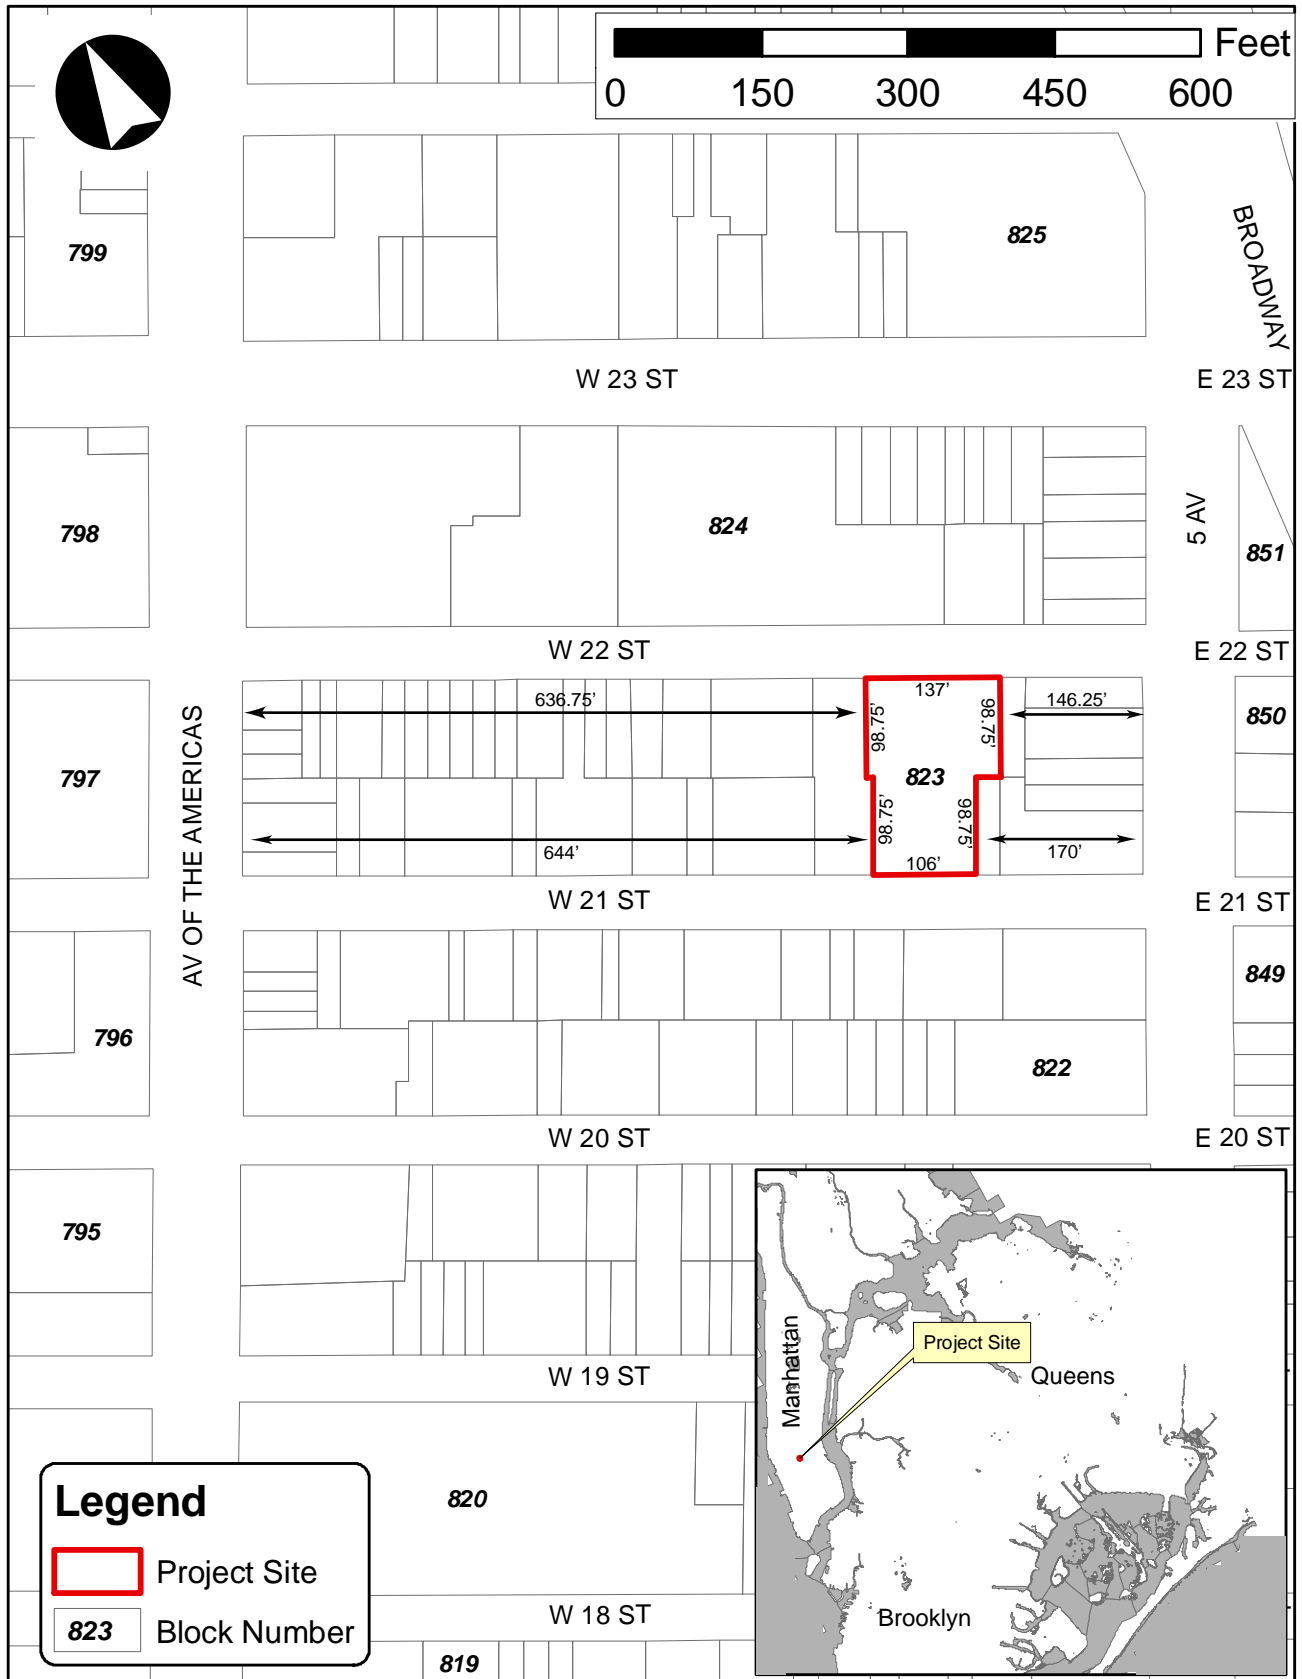 Feet
0 150 300 450 600
BROADWAY
799
825
W 23 ST
E 23 ST
798
824
5 AV
851
W 22 ST
E 22 ST
AV OF THE AMERICAS
797
636.75'
137'
98.75'
98.75'
146.25'
850
823
644'
98.75'
98.75'
106'
170'
W 21 ST
E 21 ST
849
796
822
W 20 ST
E 20 ST
795
W 19 ST
Manhattan
Project Site
Queens
Brooklyn
820
W 18 ST
819
Legend
Project Site
823 Block Number